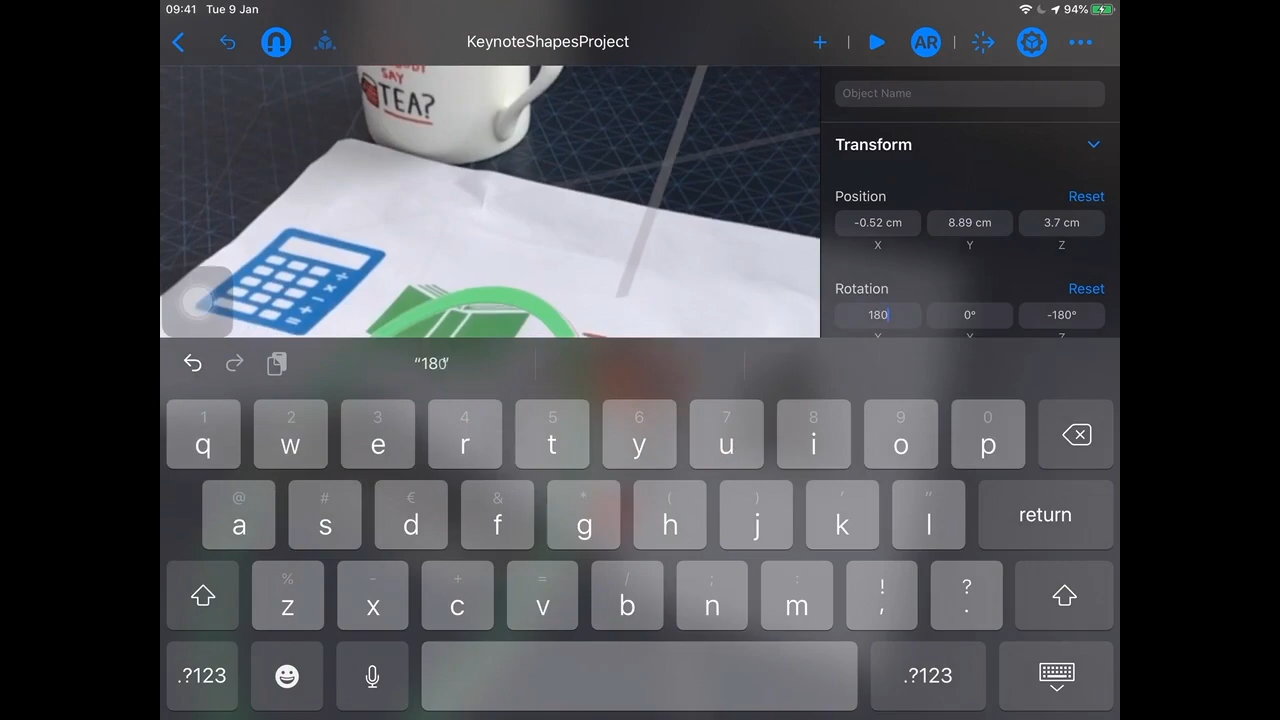 09:41 Tue 9 Jan
94%
KeynoteShapesProject
AR
SAY
TEA?
Object Name
Transform
Position Reset
-0.52 cm 8.89 cm 3.7 cm
X Y Z
Rotation Reset
180 0° -180°
“180”
1 2 3 4 5 6 7 8 9 0
q w e r t y u i o p
@ # € & * ( ) ' "
a s d f g h j k l return
% - + = / ; : ! ?
z x c v b n m , .
.?123 .?123